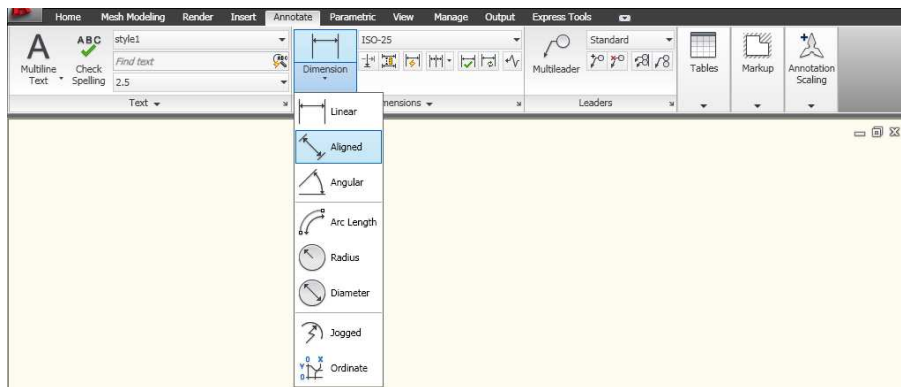 Home Mesh Modeling Render Insert Annotate Parametric View Manage Output Express Tools
A ABC style1 ISO-25 Standard
Find text
Multiline Text Check Spelling 2.5 Dimension Multileader Tables Markup Annotation Scaling
Text mensions Leaders
Linear
Aligned
Angular
Arc Length
Radius
Diameter
Jogged
Ordinate